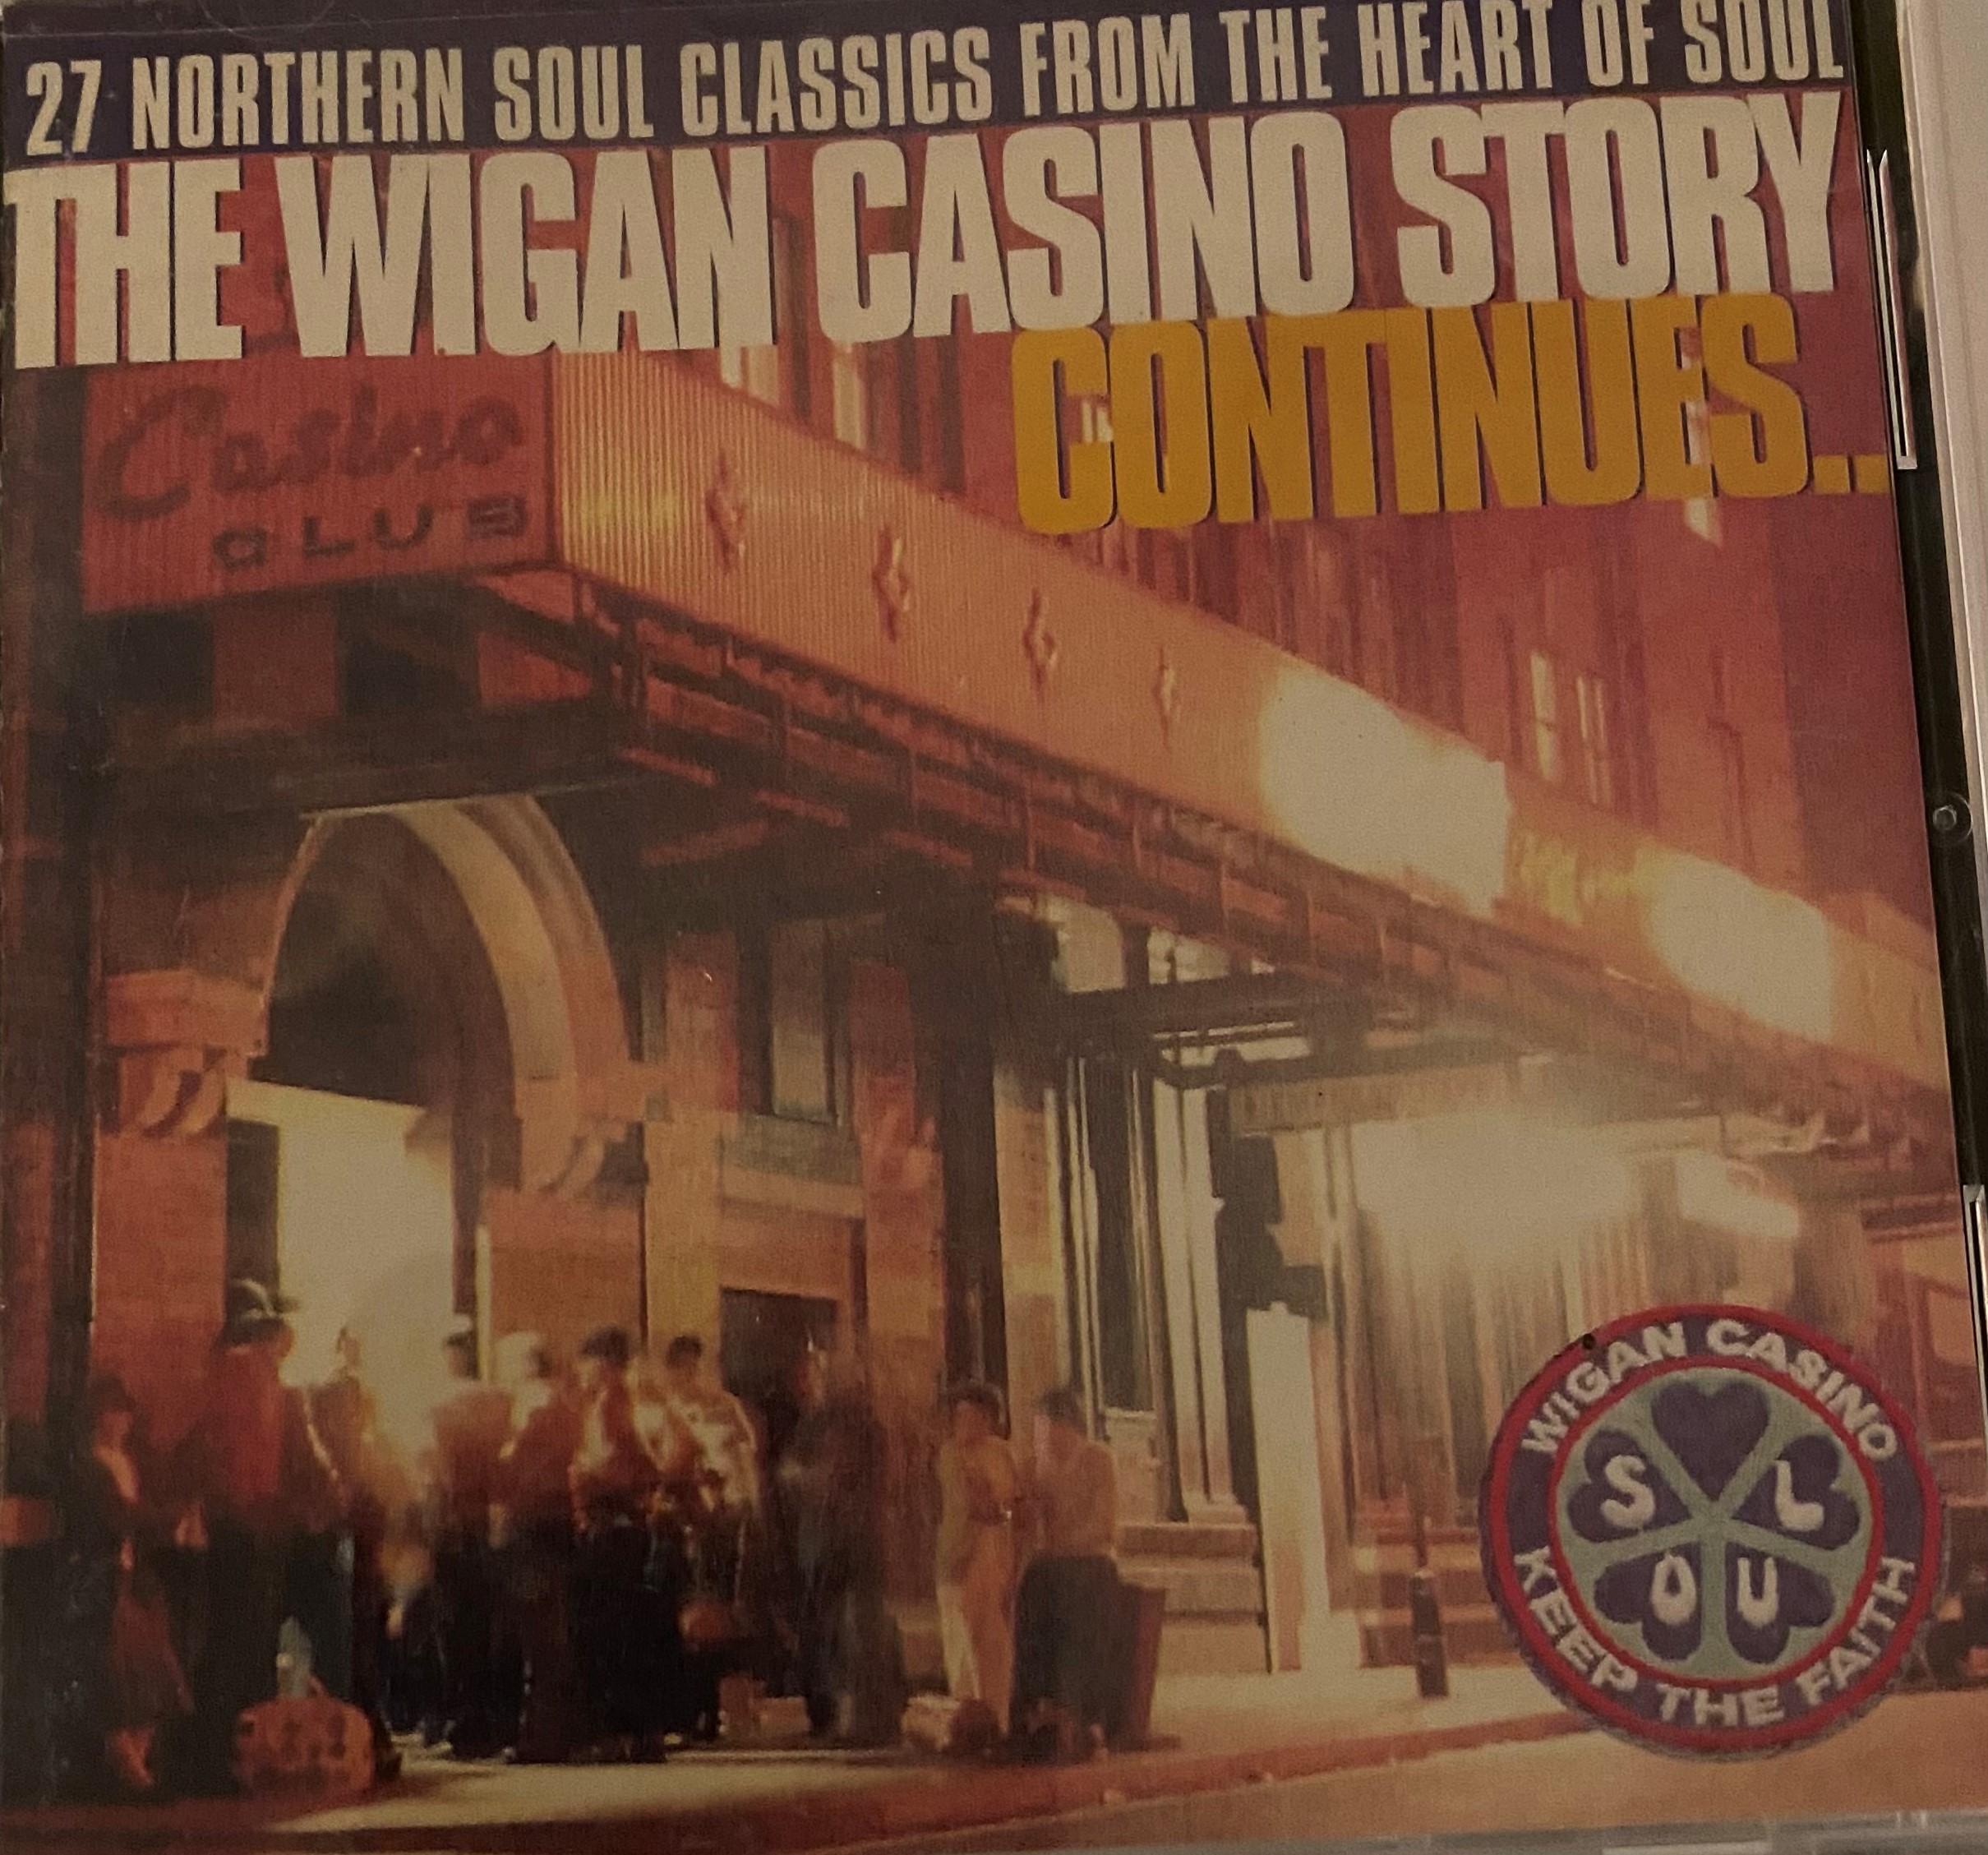 27 NORTHERN SOUL CLASSICS FROM THE HEART OF SOUL
THE WIGAN CASINO STORY
CONTINUES..
Casino
CLUB
WIGAN CASINO
S L
O U
KEEP THE FAITH